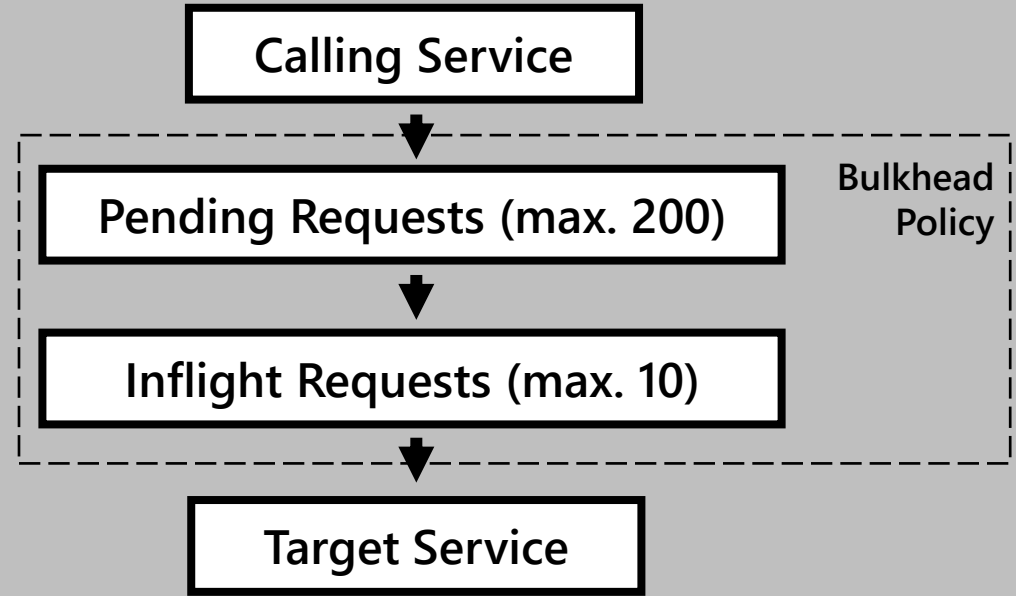 Calling Service
Bulkhead
Policy
Pending Requests (max. 200)
Inflight Requests (max. 10)
Target Service